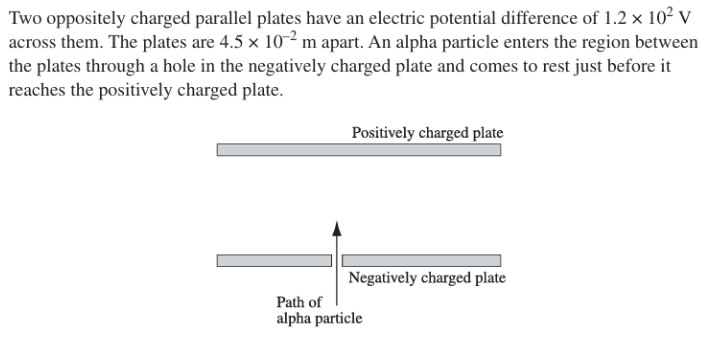 Two oppositely charged parallel plates have an electric potential difference of 1.2 × 10² V
across them. The plates are 4.5 × 10⁻² m apart. An alpha particle enters the region between
the plates through a hole in the negatively charged plate and comes to rest just before it
reaches the positively charged plate.
Positively charged plate
Negatively charged plate
Path of
alpha particle